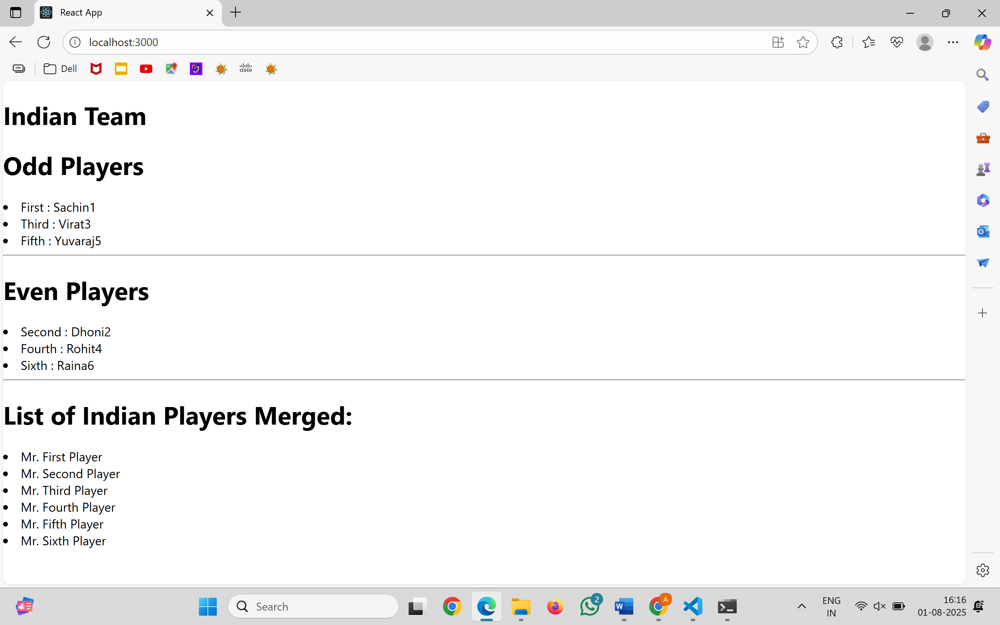 React App
localhost:3000
Dell
cisco
Indian Team
Odd Players
First : Sachin1
Third : Virat3
Fifth : Yuvaraj5
Even Players
Second : Dhoni2
Fourth : Rohit4
Sixth : Raina6
List of Indian Players Merged:
Mr. First Player
Mr. Second Player
Mr. Third Player
Mr. Fourth Player
Mr. Fifth Player
Mr. Sixth Player
Search
2
W
A
ENG
IN
16:16
01-08-2025